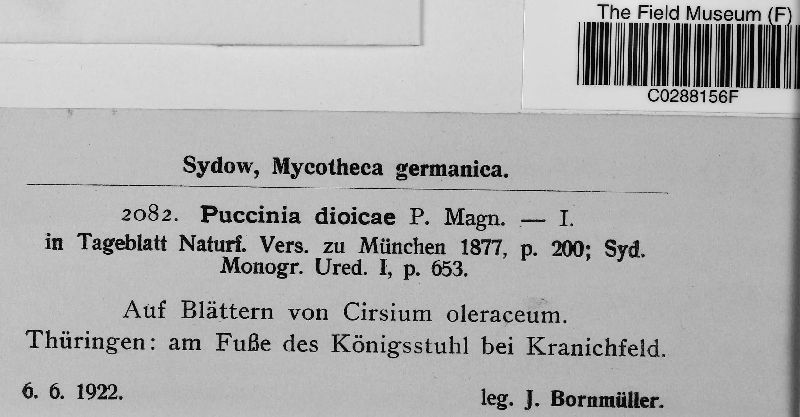 The Field Museum (F)
C0288156F
Sydow, Mycotheca germanica.
2082. Puccinia dioicae P. Magn. — I.
in Tageblatt Naturf. Vers. zu München 1877, p. 200; Syd.
Monogr. Ured. I, p. 653.
Auf Blättern von Cirsium oleraceum.
Thüringen: am Fuße des Königsstuhl bei Kranichfeld.
6. 6. 1922. leg. J. Bornmüller.